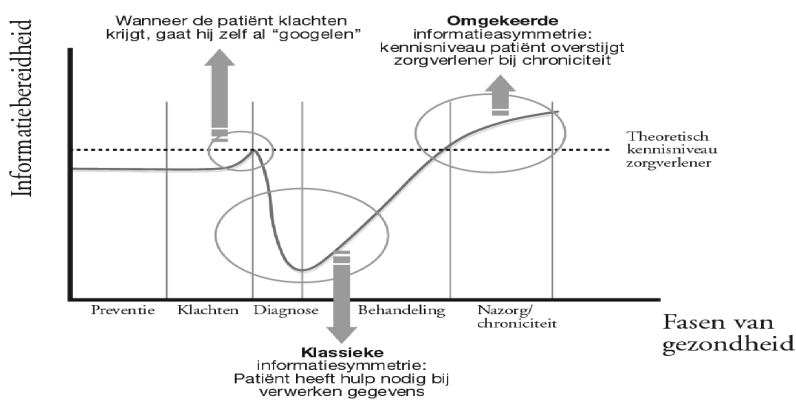 Wanneer de patiënt klachten
krijgt, gaat hij zelf al “googelen”
Omgekeerde
informatieasymmetrie:
kennisniveau patiënt overstijgt
zorgverlener bij chroniciteit
Informatiebereidheid
Theoretisch
kennisniveau
zorgverlener
Preventie
Klachten
Diagnose
Behandeling
Nazorg/
chroniciteit
Fasen van
gezondheid
Klassieke
informatiesymmetrie:
Patiënt heeft hulp nodig bij
verwerken gegevens